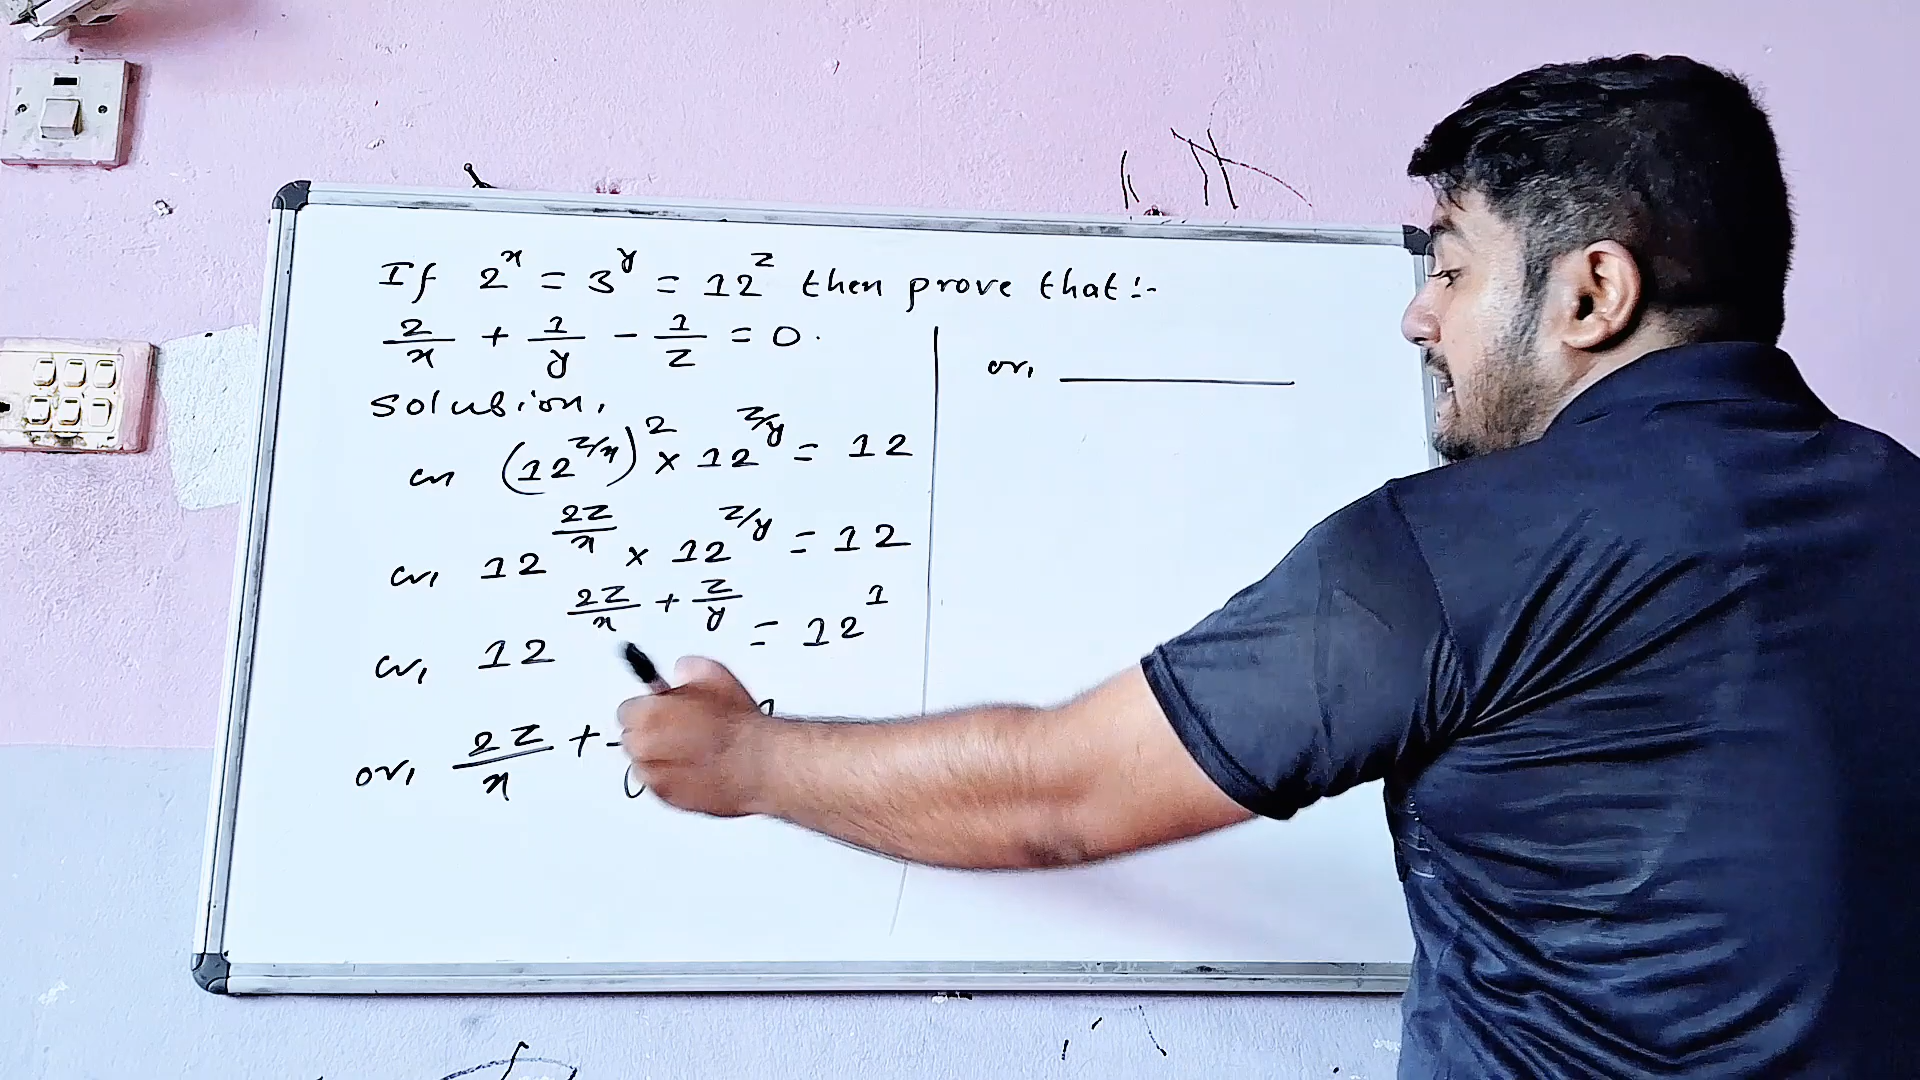 If 2^x = 3^y = 12^z then prove that :-
2/x + 1/y - 1/z = 0.
Solution,
or (12^(z/x))^2 × 12^(z/y) = 12
or, 12^(2z/x) × 12^(z/y) = 12
or, 12^(2z/x + z/y) = 12^1
or, 2z/x +
or,